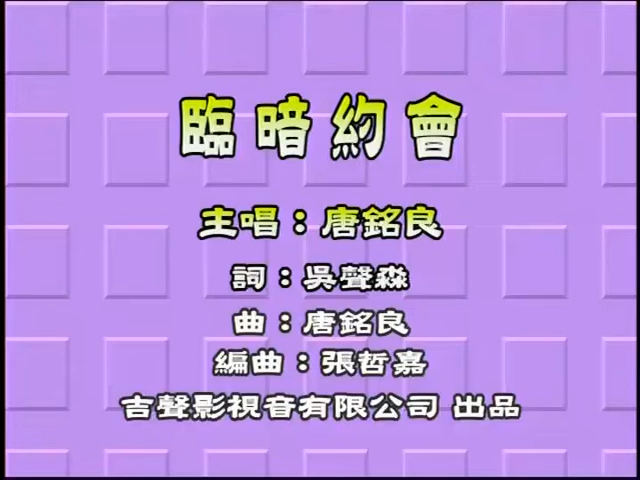 臨暗約會
主唱：唐銘良
詞：吳聲淼
曲：唐銘良
編曲：張哲嘉
吉聲影視音有限公司 出品